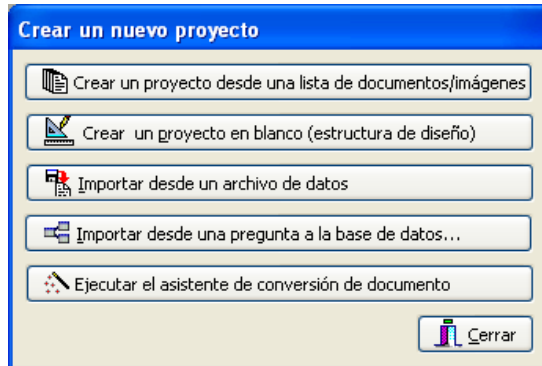 Crear un nuevo proyecto
Crear un proyecto desde una lista de documentos/imágenes
Crear un proyecto en blanco (estructura de diseño)
Importar desde un archivo de datos
Importar desde una pregunta a la base de datos...
Ejecutar el asistente de conversión de documento
Cerrar